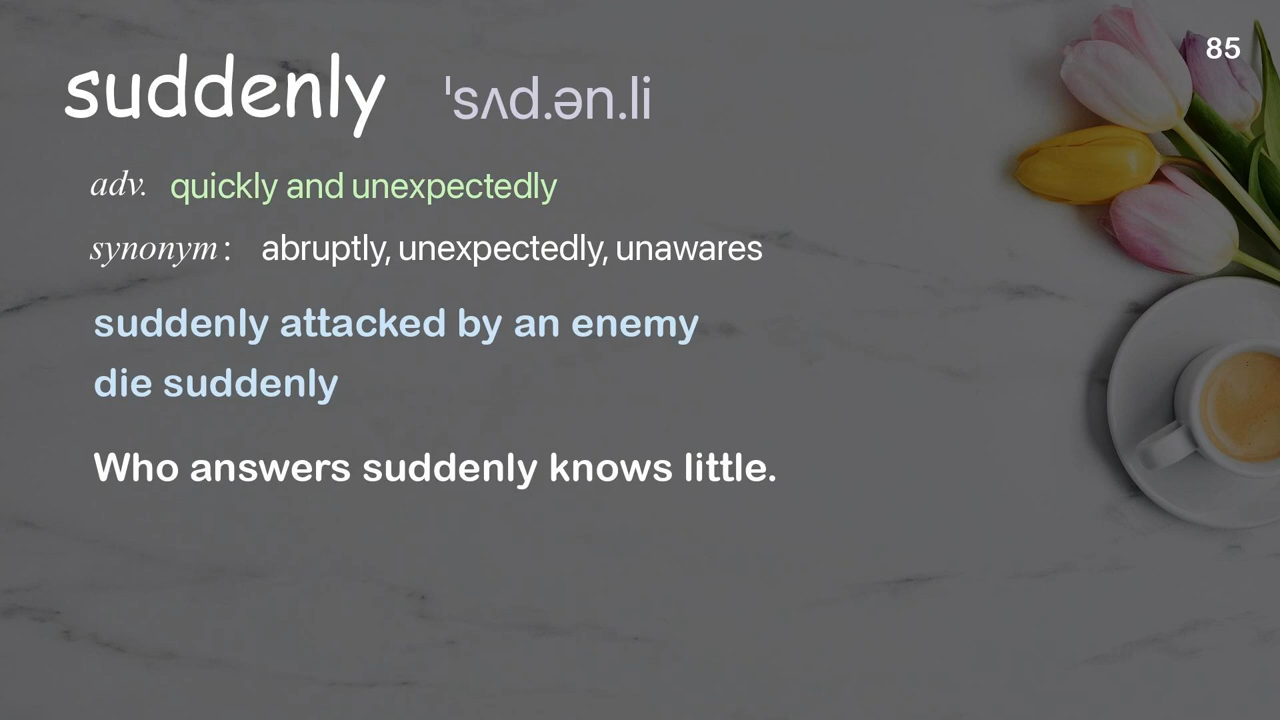 85
suddenly ˈsʌd.ən.li
adv. quickly and unexpectedly
synonym: abruptly, unexpectedly, unawares
suddenly attacked by an enemy
die suddenly
Who answers suddenly knows little.